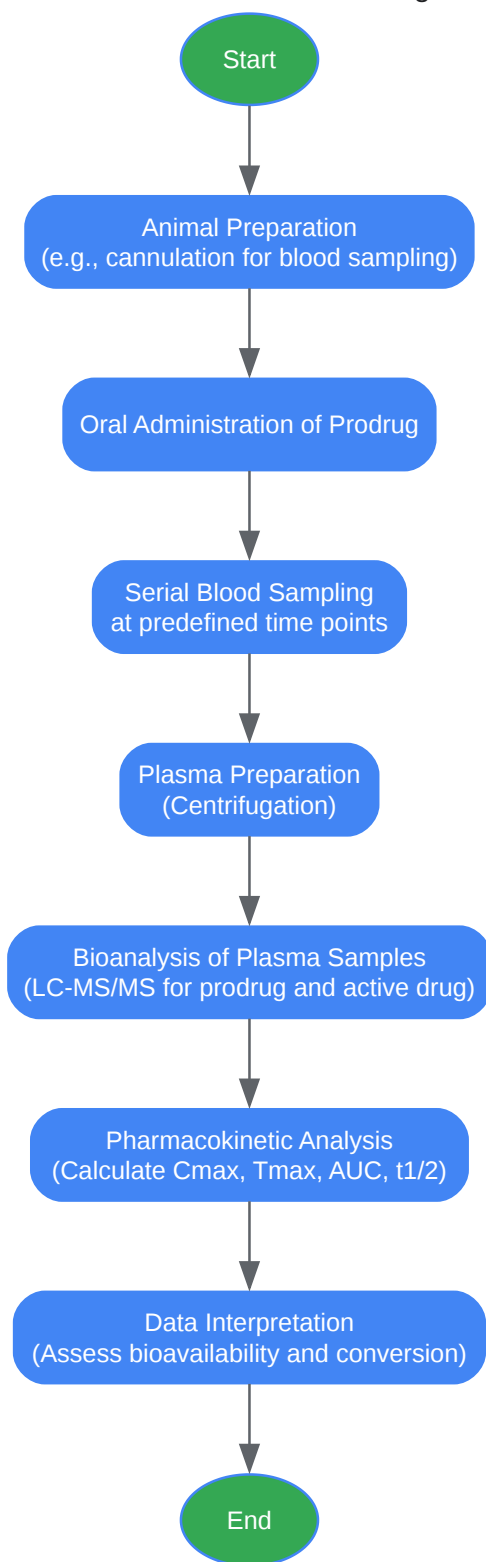 Start
Animal Preparation
(e.g., cannulation for blood sampling)
Oral Administration of Prodrug
Serial Blood Sampling
at predefined time points
Plasma Preparation
(Centrifugation)
Bioanalysis of Plasma Samples
(LC-MS/MS for prodrug and active drug)
Pharmacokinetic Analysis
(Calculate Cmax, Tmax, AUC, t1/2)
Data Interpretation
(Assess bioavailability and conversion)
End